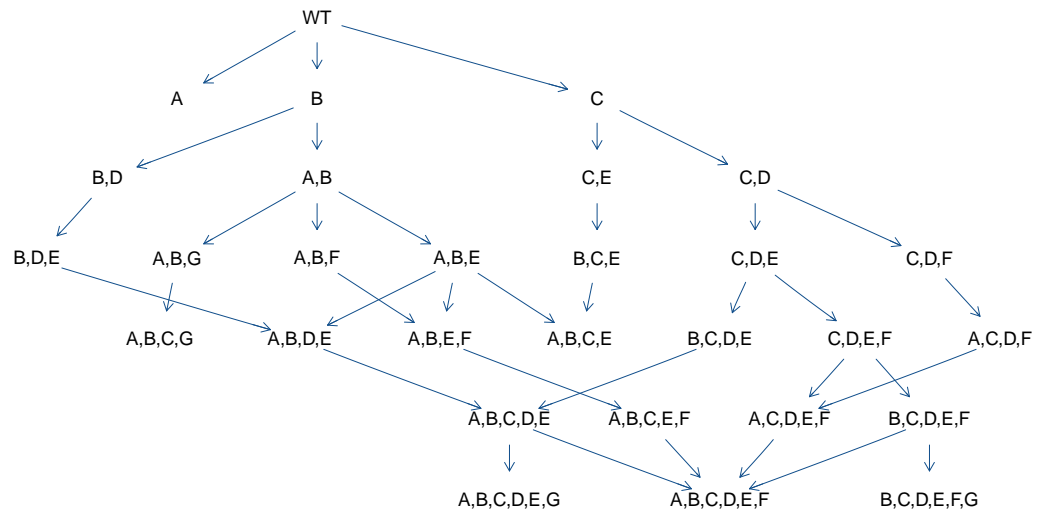 WT
A B C
B,D A,B C,E C,D
B,D,E A,B,G A,B,F A,B,E B,C,E C,D,E C,D,F
A,B,C,G A,B,D,E A,B,E,F A,B,C,E B,C,D,E C,D,E,F A,C,D,F
A,B,C,D,E A,B,C,E,F A,C,D,E,F B,C,D,E,F
A,B,C,D,E,G A,B,C,D,E,F B,C,D,E,F,G